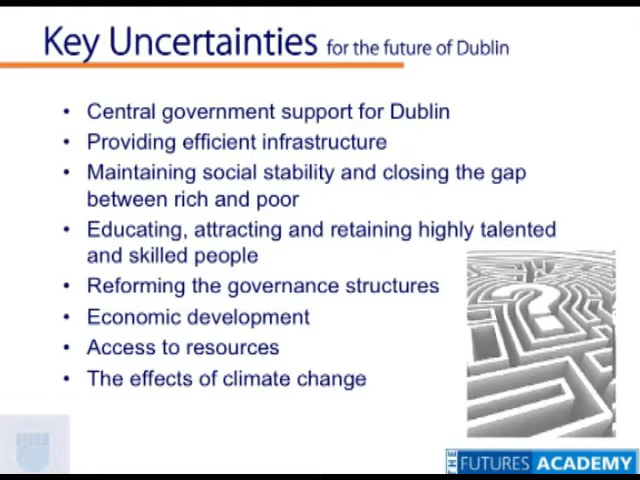 Key Uncertainties for the future of Dublin
• Central government support for Dublin
• Providing efficient infrastructure
• Maintaining social stability and closing the gap
between rich and poor
• Educating, attracting and retaining highly talented
and skilled people
• Reforming the governance structures
• Economic development
• Access to resources
• The effects of climate change
THE FUTURES ACADEMY